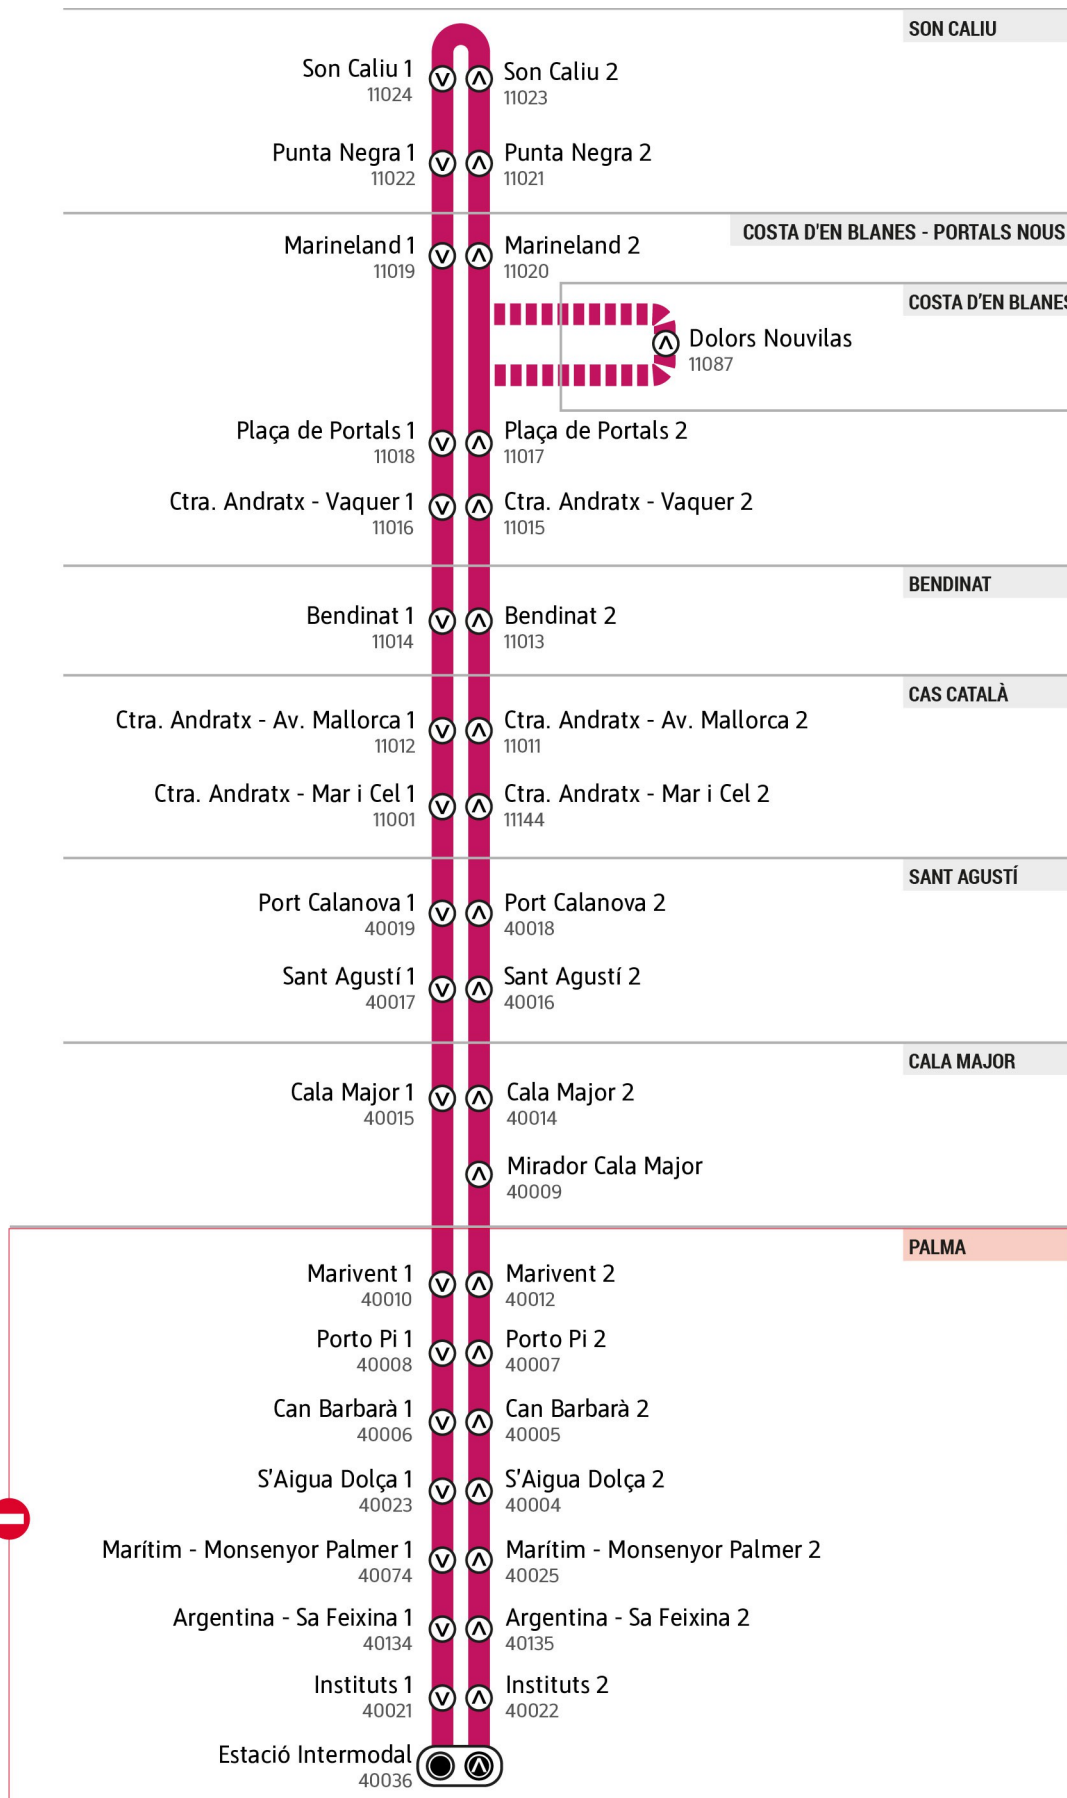 SON CALIU
Son Caliu 1
11024
Son Caliu 2
11023
Punta Negra 1
11022
Punta Negra 2
11021
COSTA D'EN BLANES - PORTALS NOUS
Marineland 1
11019
Marineland 2
11020
COSTA D'EN BLANES
Dolors Nouvilas
11087
Plaça de Portals 1
11018
Plaça de Portals 2
11017
Ctra. Andratx - Vaquer 1
11016
Ctra. Andratx - Vaquer 2
11015
BENDINAT
Bendinat 1
11014
Bendinat 2
11013
CAS CATALÀ
Ctra. Andratx - Av. Mallorca 1
11012
Ctra. Andratx - Av. Mallorca 2
11011
Ctra. Andratx - Mar i Cel 1
11001
Ctra. Andratx - Mar i Cel 2
11144
SANT AGUSTÍ
Port Calanova 1
40019
Port Calanova 2
40018
Sant Agustí 1
40017
Sant Agustí 2
40016
CALA MAJOR
Cala Major 1
40015
Cala Major 2
40014
Mirador Cala Major
40009
PALMA
Marivent 1
40010
Marivent 2
40012
Porto Pi 1
40008
Porto Pi 2
40007
Can Barbarà 1
40006
Can Barbarà 2
40005
S'Aigua Dolça 1
40023
S'Aigua Dolça 2
40004
Marítim - Monsenyor Palmer 1
40074
Marítim - Monsenyor Palmer 2
40025
Argentina - Sa Feixina 1
40134
Argentina - Sa Feixina 2
40135
Instituts 1
40021
Instituts 2
40022
Estació Intermodal
40036